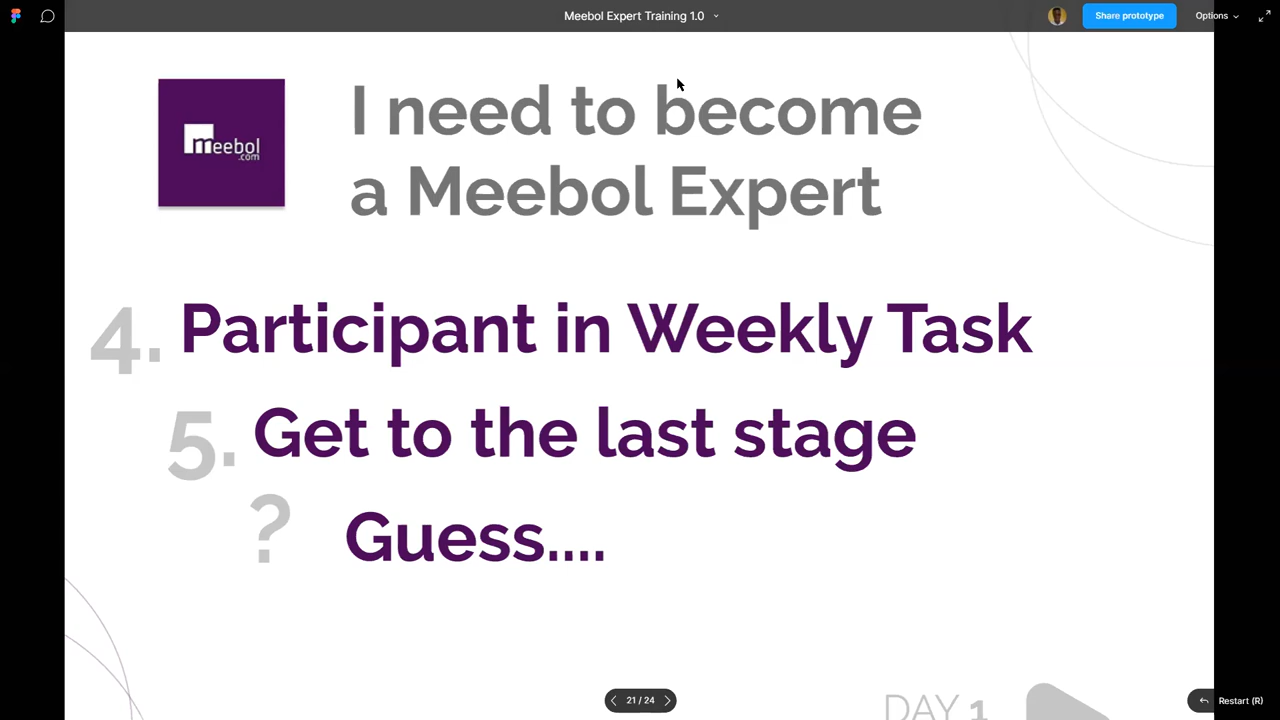 Meebol Expert Training 1.0
Share prototype
Options
meebol
.com
I need to become
a Meebol Expert
4. Participant in Weekly Task
5. Get to the last stage
? Guess....
21 / 24
DAY 1
Restart (R)